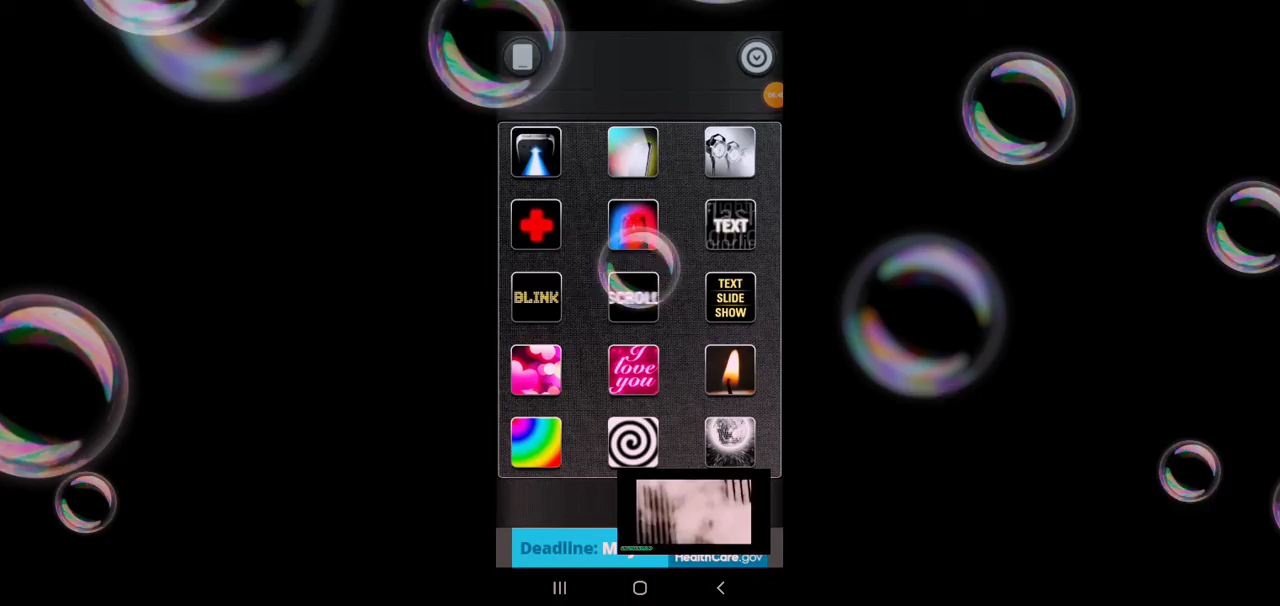 TEXT
BLINK
SCROLL
TEXT
SLIDE
SHOW
I
love
you
Deadline:
HealthCare.gov